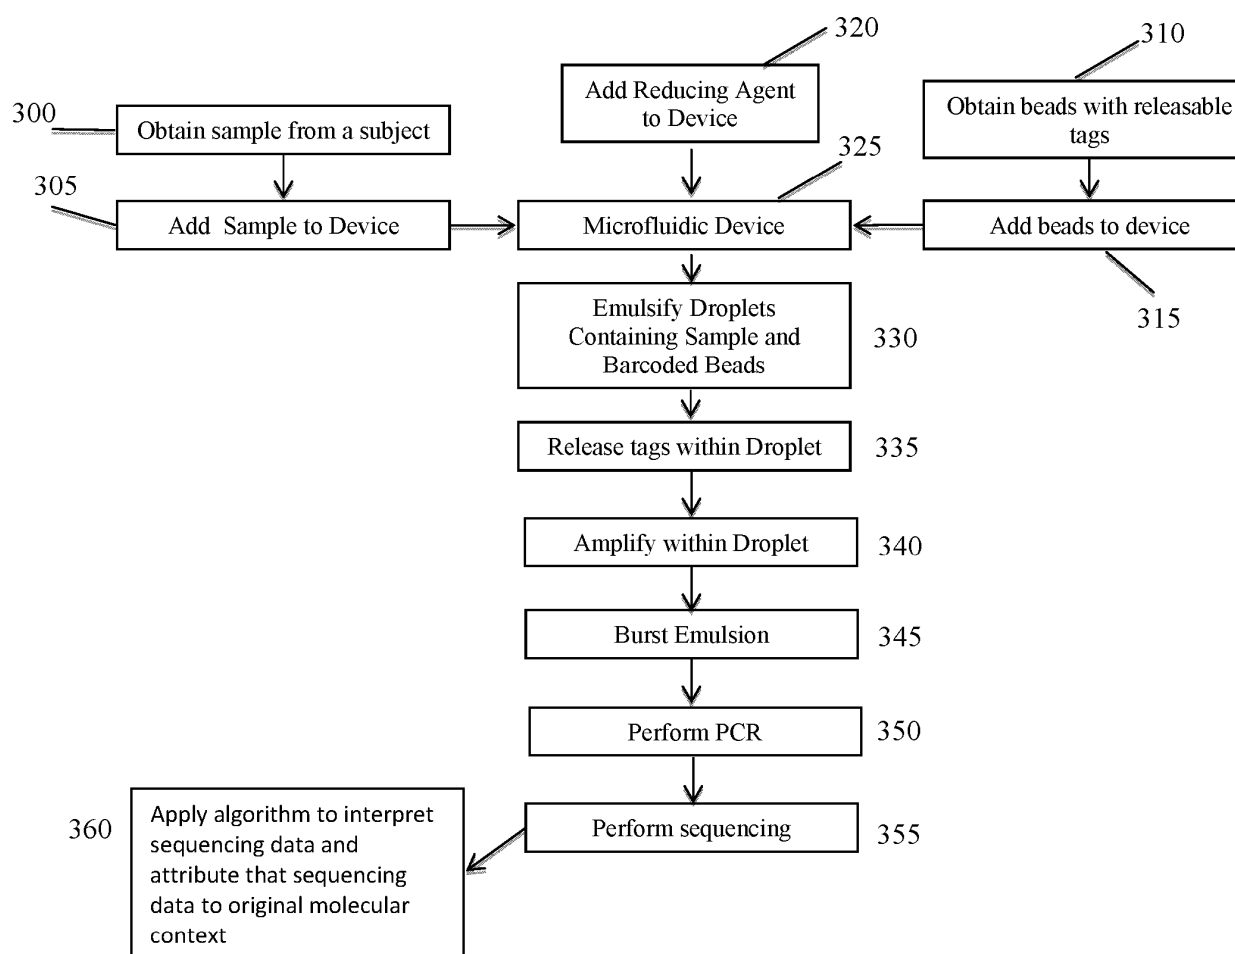 320
310
Add Reducing Agent
to Device
Obtain beads with releasable
tags
300
Obtain sample from a subject
325
305
Add Sample to Device
Microfluidic Device
Add beads to device
315
Emulsify Droplets
Containing Sample and
Barcoded Beads
330
Release tags within Droplet
335
Amplify within Droplet
340
Burst Emulsion
345
Perform PCR
350
Perform sequencing
355
360
Apply algorithm to interpret
sequencing data and
attribute that sequencing
data to original molecular
context